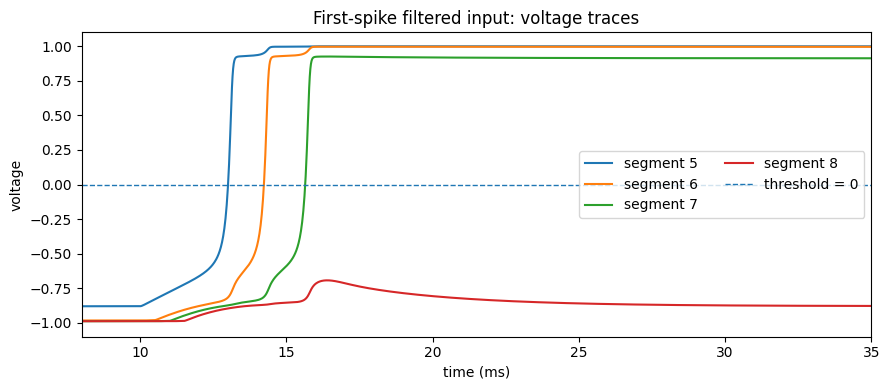 First-spike filtered input: voltage traces
1.00
0.75
0.50
0.25
0.00
−0.25
−0.50
−0.75
−1.00
voltage
segment 5
segment 6
segment 7
segment 8
threshold = 0
10
15
20
25
30
35
time (ms)